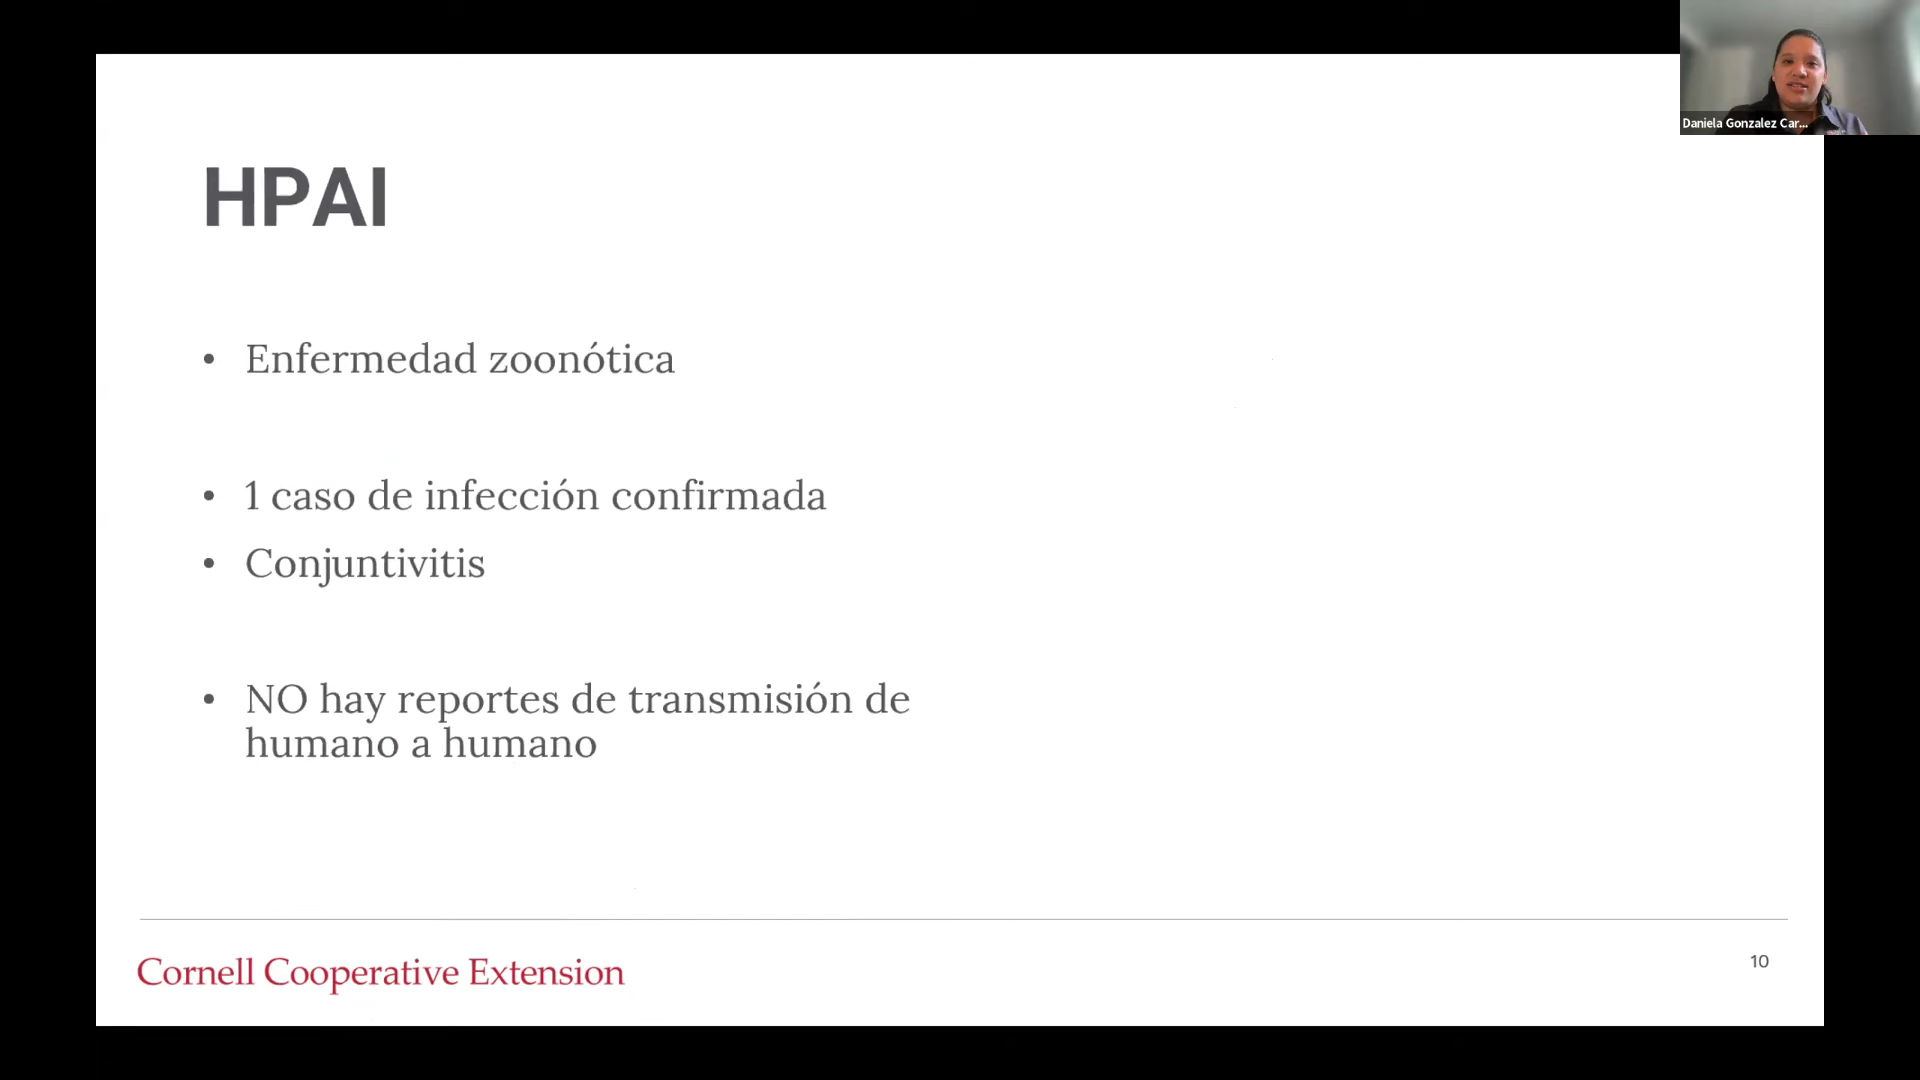 Daniela Gonzalez Car...
HPAI
• Enfermedad zoonótica
• 1 caso de infección confirmada
• Conjuntivitis
• NO hay reportes de transmisión de
humano a humano
Cornell Cooperative Extension
10